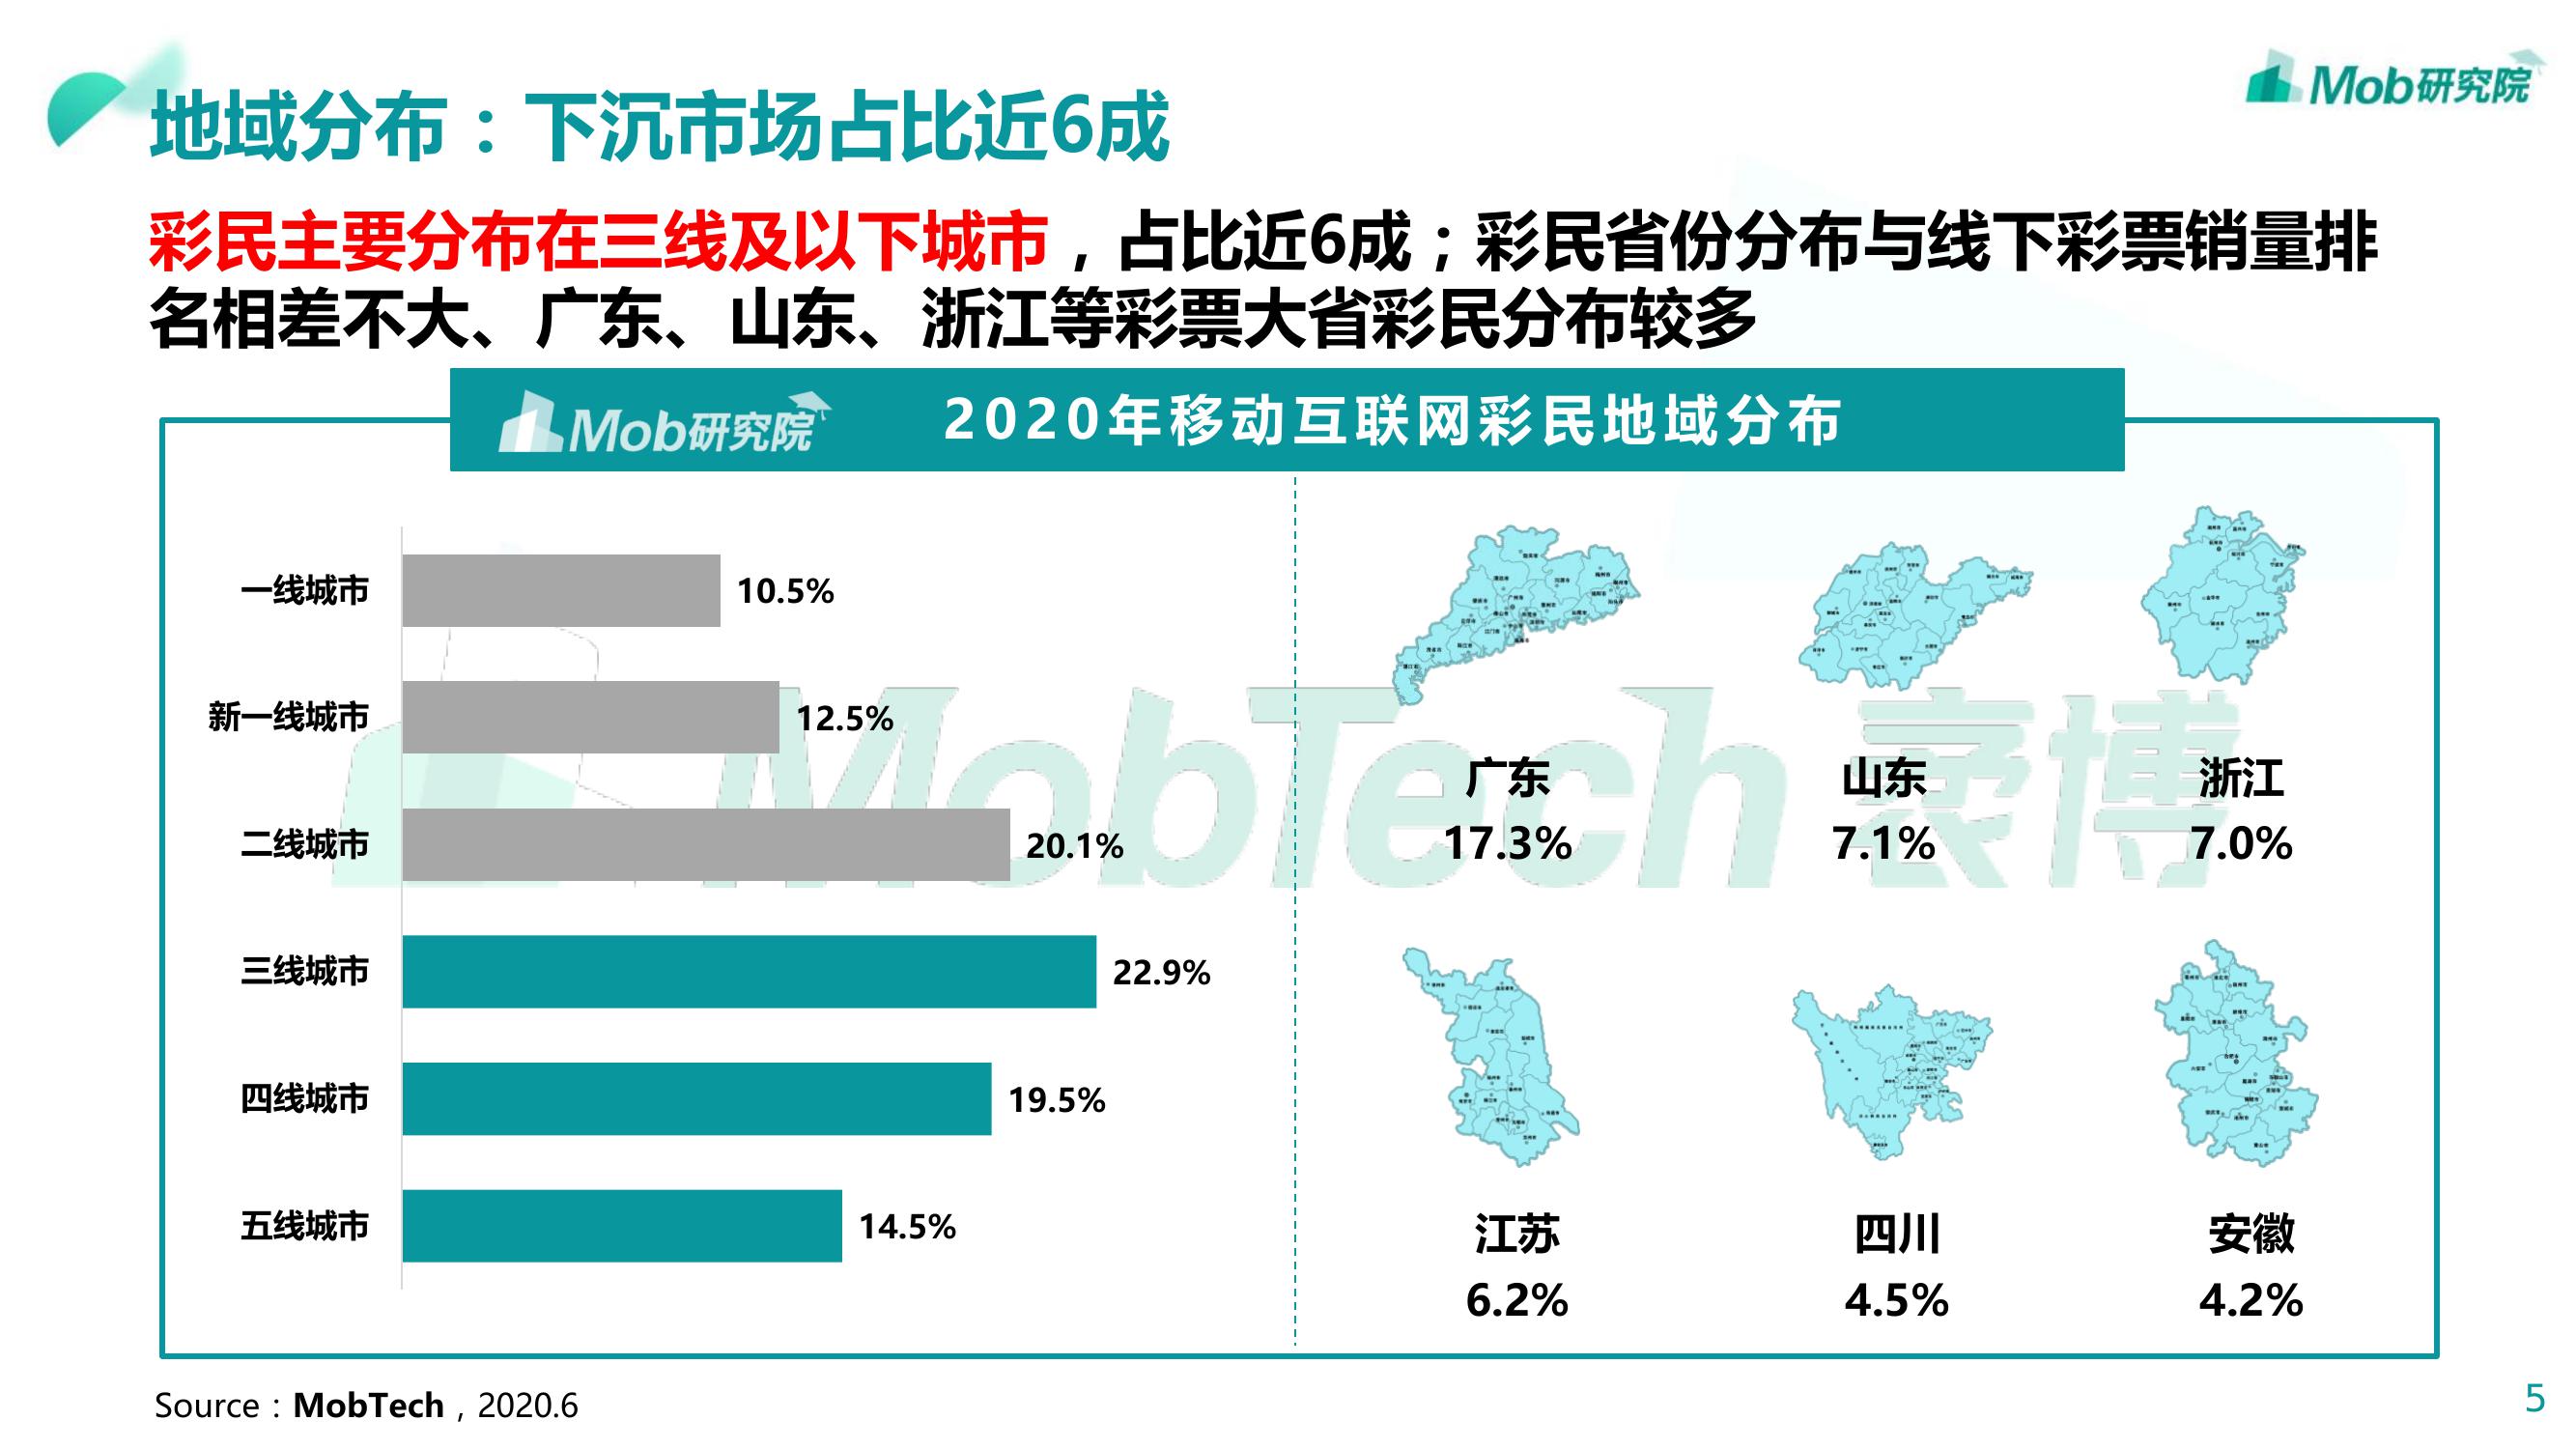 地域分布：下沉市场占比近6成
Mob研究院
彩民主要分布在三线及以下城市，占比近6成；彩民省份分布与线下彩票销量排
名相差不大、广东、山东、浙江等彩票大省彩民分布较多
Mob研究院
2020年移动互联网彩民地域分布
一线城市 10.5%
新一线城市 12.5%
二线城市 20.1%
三线城市 22.9%
四线城市 19.5%
五线城市 14.5%
MobTech 袤博
广东 山东 浙江
17.3% 7.1% 7.0%
江苏 四川 安徽
6.2% 4.5% 4.2%
Source：MobTech，2020.6
5